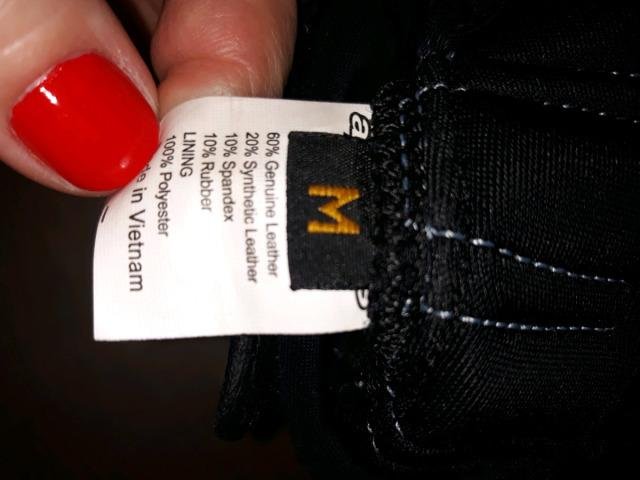 60% Genuine Leather
20% Synthetic Leather
10% Spandex
10% Rubber
LINING
100% Polyester
in Vietnam
M